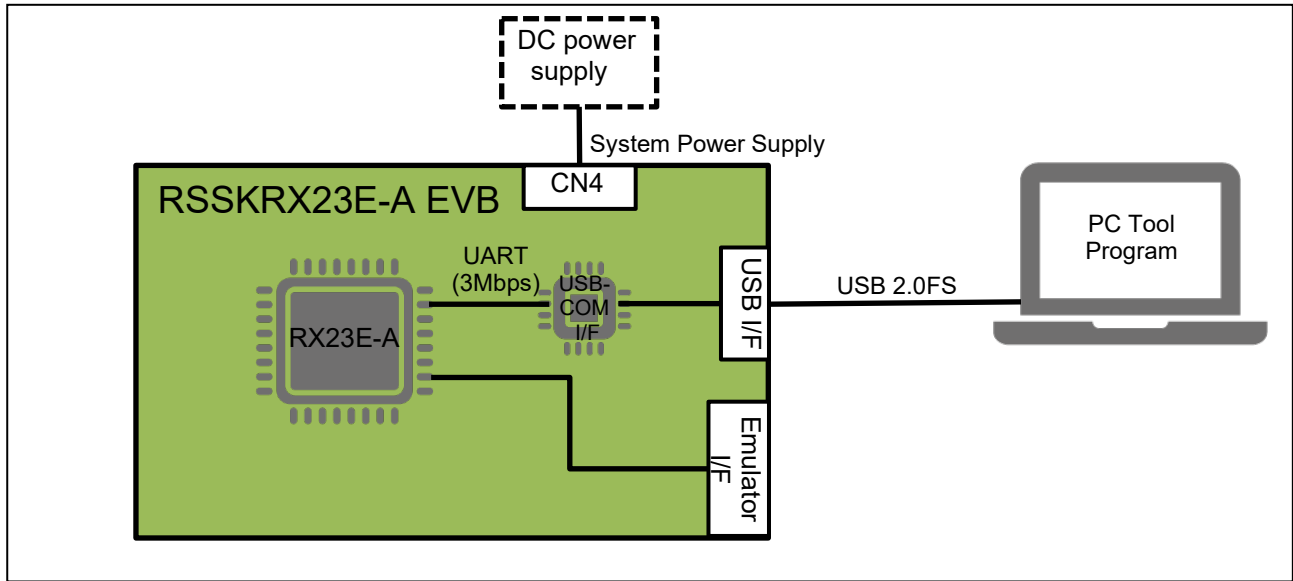 DC power
supply
System Power Supply
CN4
RSSKRX23E-A EVB
UART
(3Mbps)
USB-
COM
I/F
RX23E-A
USB I/F
USB 2.0FS
PC Tool
Program
Emulator
I/F